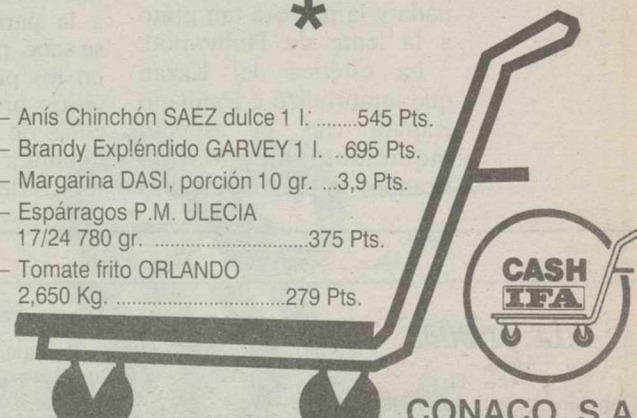 *
– Anís Chinchón SAEZ dulce 1 l. ........545 Pts.
– Brandy Expléndido GARVEY 1 l. ..695 Pts.
– Margarina DASI, porción 10 gr. ...3,9 Pts.
– Espárragos P.M. ULECIA
17/24 780 gr. .............................375 Pts.
– Tomate frito ORLANDO
2,650 Kg. ................................279 Pts.
CASH
IFA
CONACO, S.A.